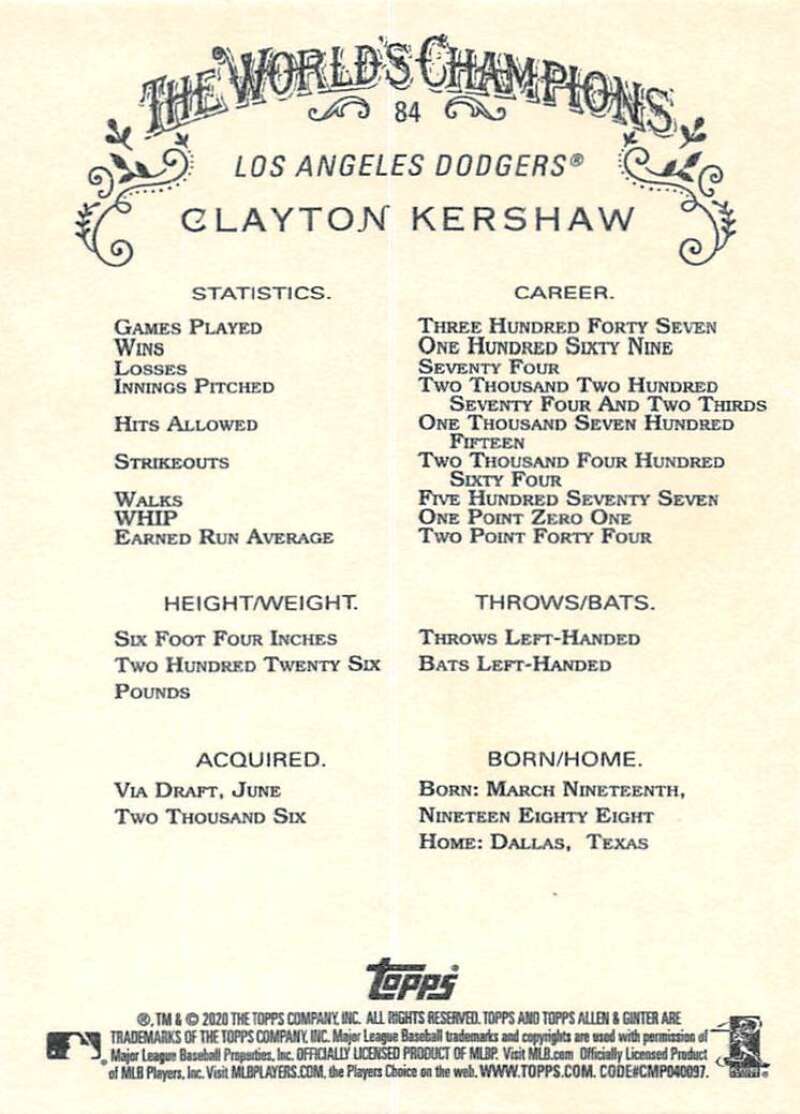 THE WORLD'S CHAMPIONS
84
LOS ANGELES DODGERS®
CLAYTON KERSHAW
STATISTICS. CAREER.
GAMES PLAYED THREE HUNDRED FORTY SEVEN
WINS ONE HUNDRED SIXTY NINE
LOSSES SEVENTY FOUR
INNINGS PITCHED TWO THOUSAND TWO HUNDRED
SEVENTY FOUR AND TWO THIRDS
HITS ALLOWED ONE THOUSAND SEVEN HUNDRED
FIFTEEN
STRIKEOUTS TWO THOUSAND FOUR HUNDRED
SIXTY FOUR
WALKS FIVE HUNDRED SEVENTY SEVEN
WHIP ONE POINT ZERO ONE
EARNED RUN AVERAGE TWO POINT FORTY FOUR
HEIGHT/WEIGHT.
SIX FOOT FOUR INCHES
TWO HUNDRED TWENTY SIX
POUNDS
THROWS/BATS.
THROWS LEFT-HANDED
BATS LEFT-HANDED
ACQUIRED.
VIA DRAFT, JUNE
TWO THOUSAND SIX
BORN/HOME.
BORN: MARCH NINETEENTH,
NINETEEN EIGHTY EIGHT
HOME: DALLAS, TEXAS
topps®
®, TM & © 2020 THE TOPPS COMPANY, INC. ALL RIGHTS RESERVED. TOPPS AND TOPPS ALLEN & GINTER ARE
TRADEMARKS OF THE TOPPS COMPANY, INC. Major League Baseball trademarks and copyrights are used with permission of
Major League Baseball Properties, Inc. OFFICIALLY LICENSED PRODUCT OF MLBP. Visit MLB.com Officially Licensed Product
of MLB Players, Inc. Visit MLBPLAYERS.COM, the Players Choice on the web. WWW.TOPPS.COM. CODE#CMP040097.